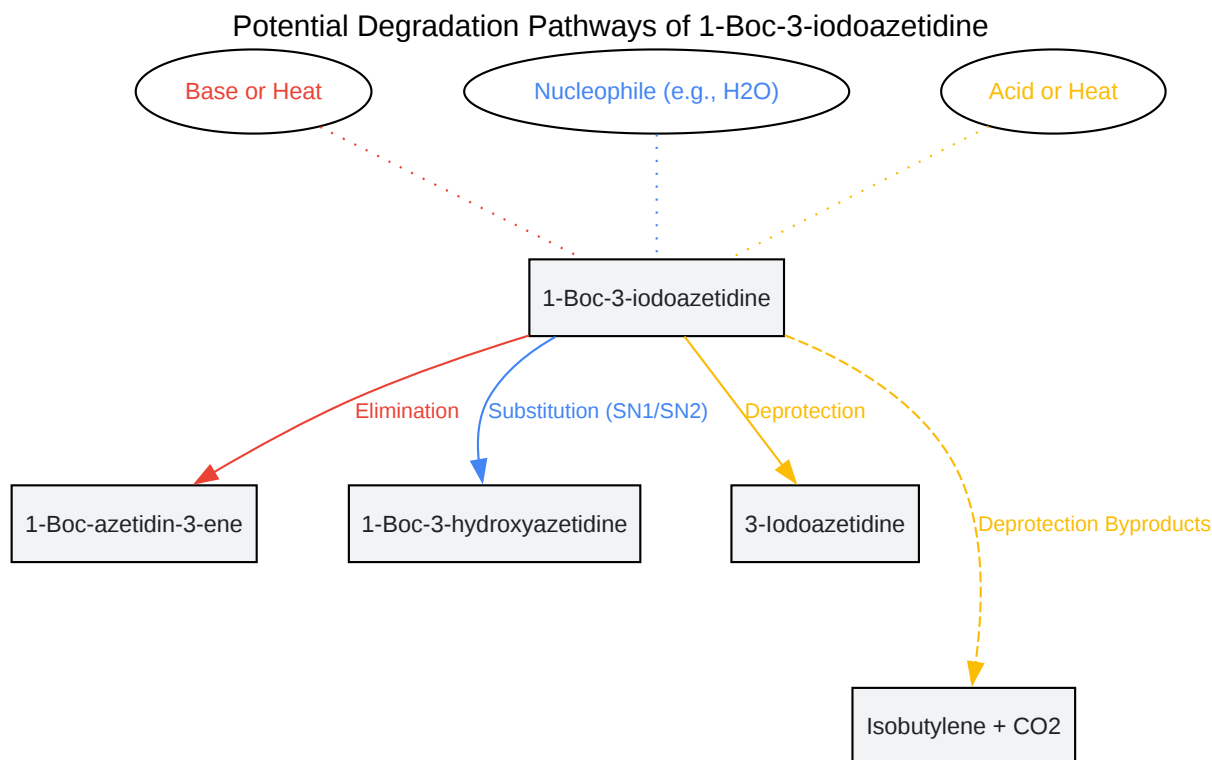 Potential Degradation Pathways of 1-Boc-3-iodoazetidine
Base or Heat
Nucleophile (e.g., H2O)
Acid or Heat
1-Boc-3-iodoazetidine
Elimination
Substitution (SN1/SN2)
Deprotection
1-Boc-azetidin-3-ene
1-Boc-3-hydroxyazetidine
3-Iodoazetidine
Deprotection Byproducts
Isobutylene + CO2